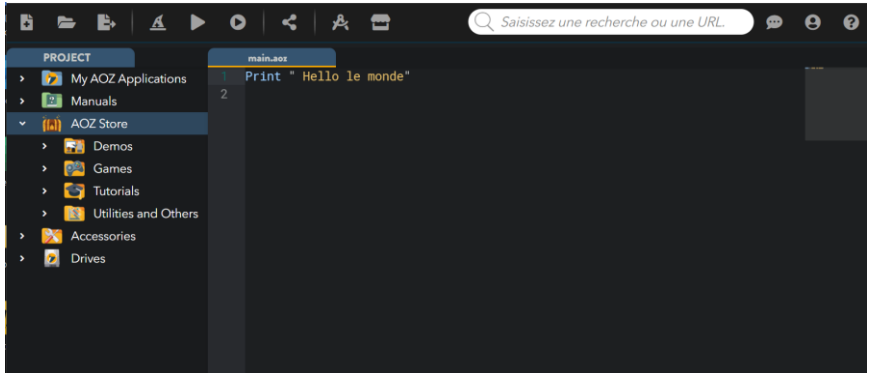 Saisissez une recherche ou une URL.
PROJECT
main.aoz
My AOZ Applications
1 Print " Hello le monde"
Manuals
2
AOZ Store
Demos
Games
Tutorials
Utilities and Others
Accessories
Drives